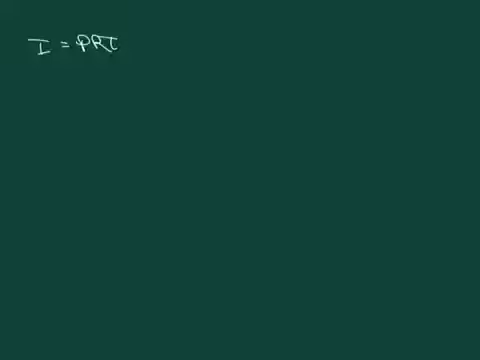 I = PRT